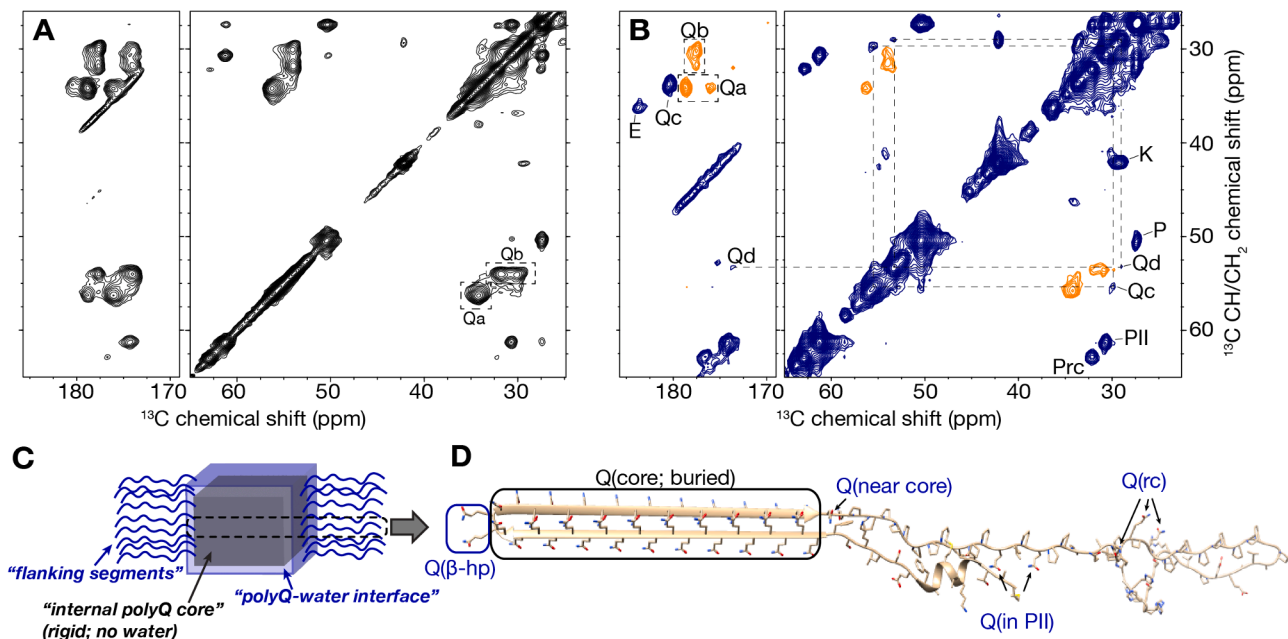 A
B
Qb
Qa
Qc
E
Qd
Qb
Qa
K
P
Qd
Qc
PII
Prc
30
40
50
60
¹³C CH/CH₂ chemical shift (ppm)
180
170
60
50
40
30
180
170
60
50
40
30
¹³C chemical shift (ppm)
¹³C chemical shift (ppm)
C
"flanking segments"
"internal polyQ core"
(rigid; no water)
"polyQ-water interface"
D
Q(core; buried)
Q(β-hp)
Q(near core)
Q(in PII)
Q(rc)